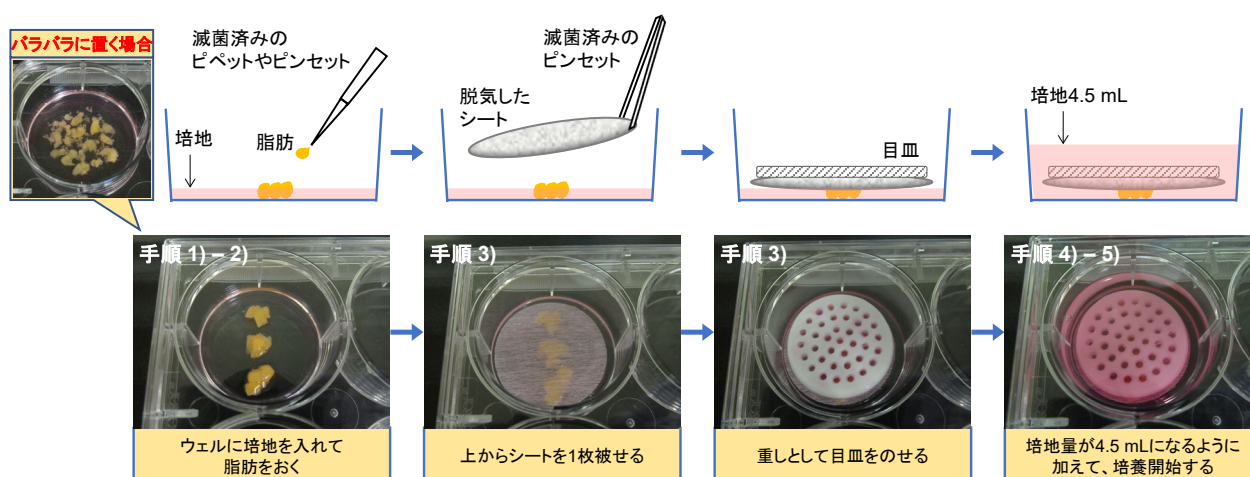 バラバラに置く場合
滅菌済みの
ピペットやピンセット
培地
脂肪
滅菌済みの
ピンセット
脱気した
シート
目皿
培地4.5 mL
手順 1) – 2)
手順 3)
手順 3)
手順 4) – 5)
ウェルに培地を入れて
脂肪をおく
上からシートを1枚被せる
重しとして目皿をのせる
培地量が4.5 mLになるように
加えて、培養開始する